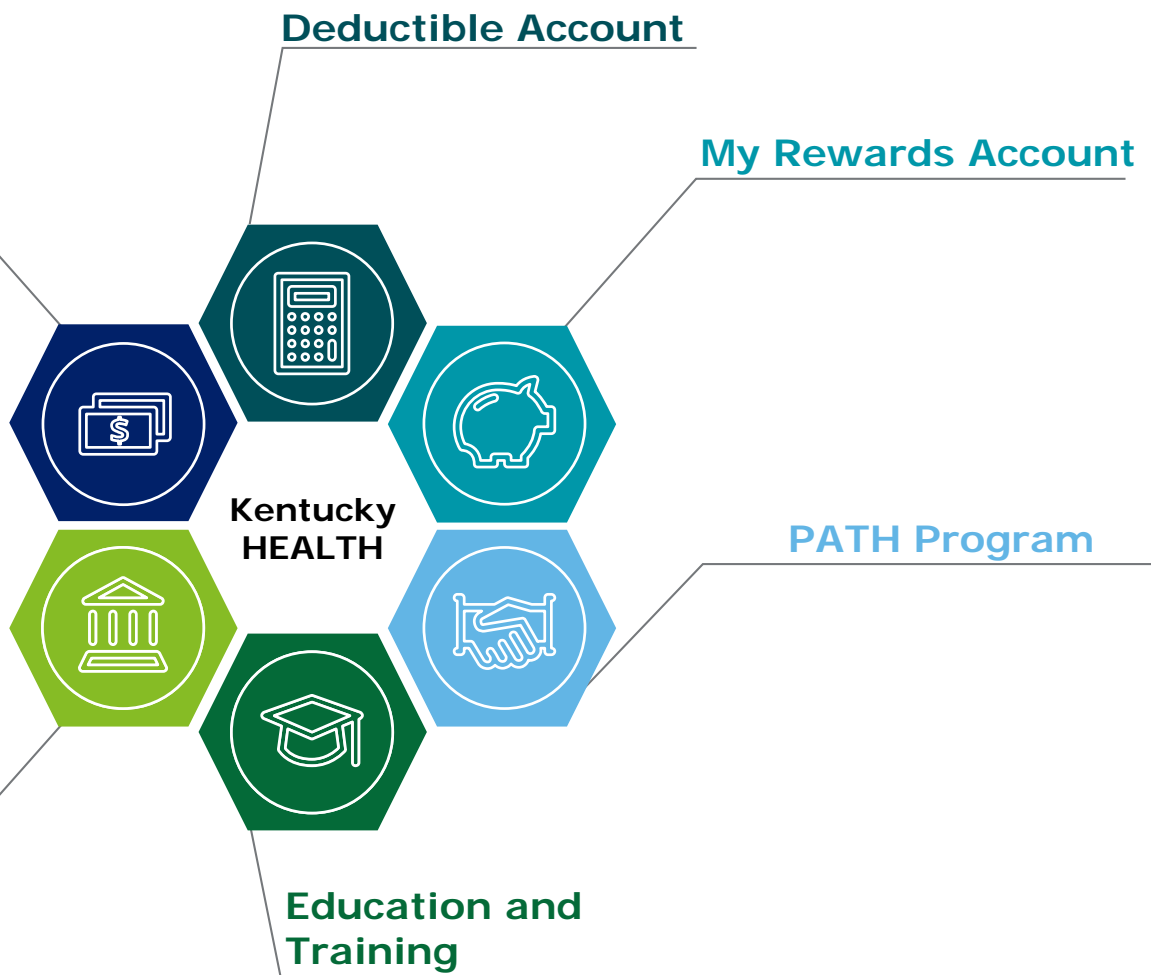 Deductible Account
My Rewards Account
$
Kentucky
HEALTH
PATH Program
Education and
Training